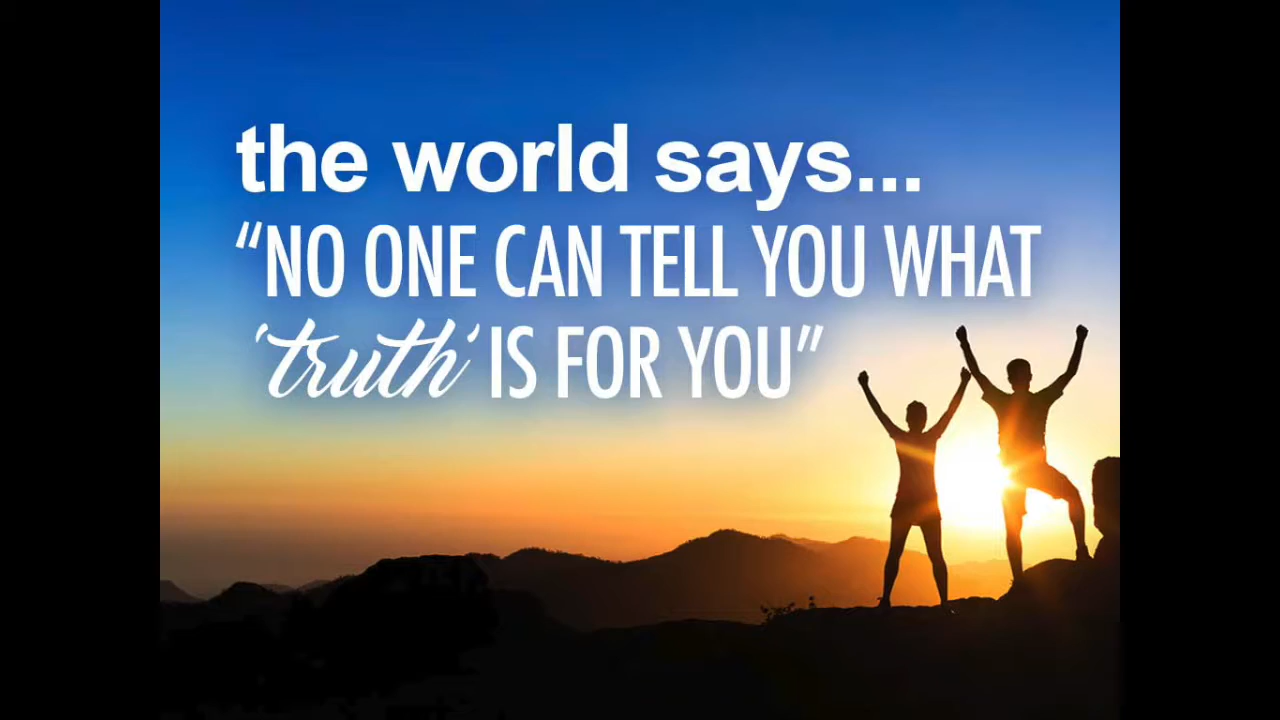 the world says...
“NO ONE CAN TELL YOU WHAT
‘truth’ IS FOR YOU”